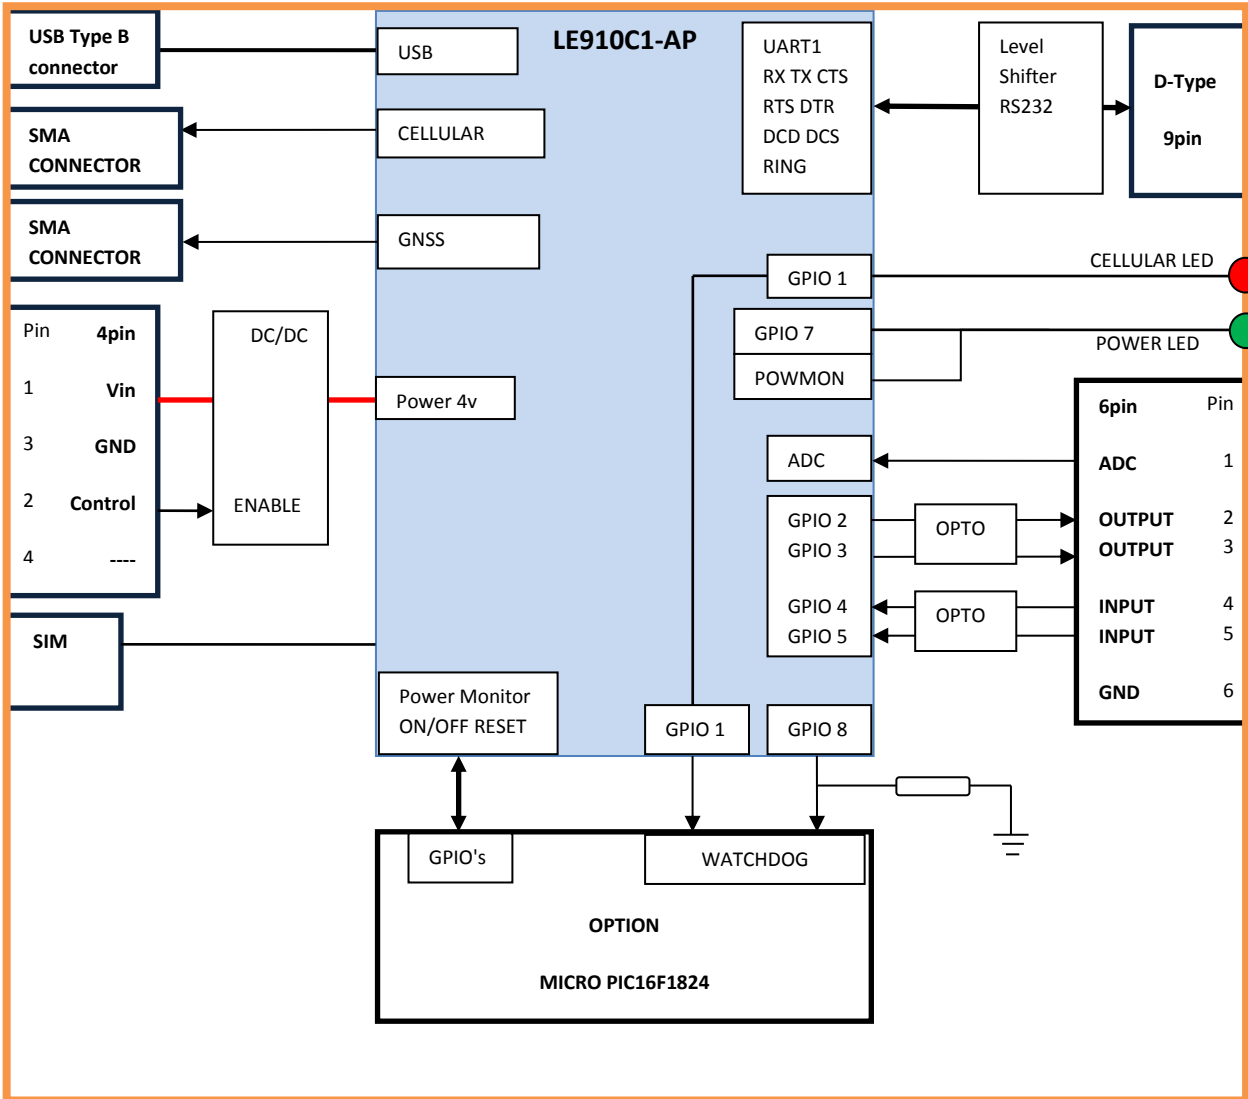 USB Type B
connector
USB
LE910C1-AP
UART1
RX TX CTS
RTS DTR
DCD DCS
RING
Level
Shifter
RS232
D-Type
9pin
SMA
CONNECTOR
CELLULAR
SMA
CONNECTOR
GNSS
GPIO 1
CELLULAR LED
GPIO 7
POWMON
POWER LED
Pin 4pin
1 Vin
3 GND
2 Control
4 ----
DC/DC
ENABLE
Power 4v
6pin Pin
ADC 1
OUTPUT 2
OUTPUT 3
INPUT 4
INPUT 5
GND 6
ADC
GPIO 2
GPIO 3
GPIO 4
GPIO 5
OPTO
OPTO
SIM
Power Monitor
ON/OFF RESET
GPIO 1
GPIO 8
GPIO's
WATCHDOG
OPTION
MICRO PIC16F1824